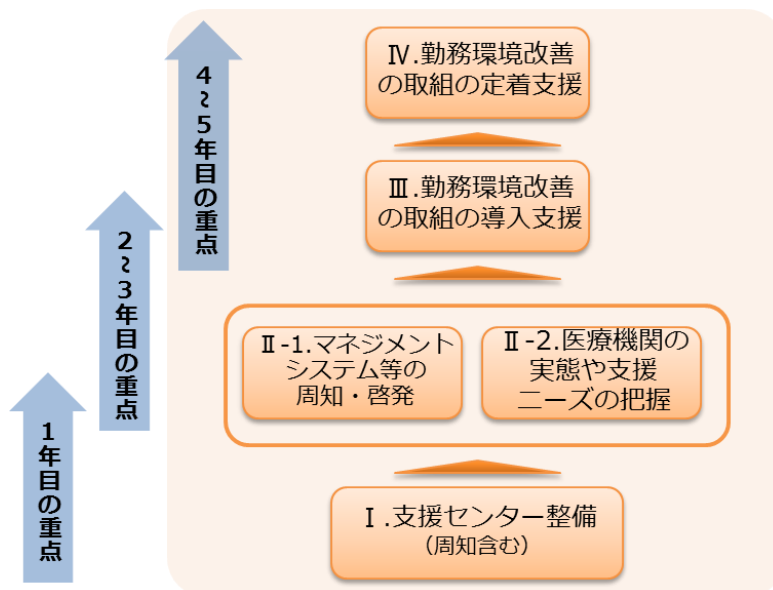 Ⅳ.勤務環境改善
の取組の定着支援
4～5年目の重点
Ⅲ.勤務環境改善
の取組の導入支援
2～3年目の重点
Ⅱ-1.マネジメント
システム等の
周知・啓発
Ⅱ-2.医療機関の
実態や支援
ニーズの把握
1年目の重点
Ⅰ.支援センター整備
（周知含む）